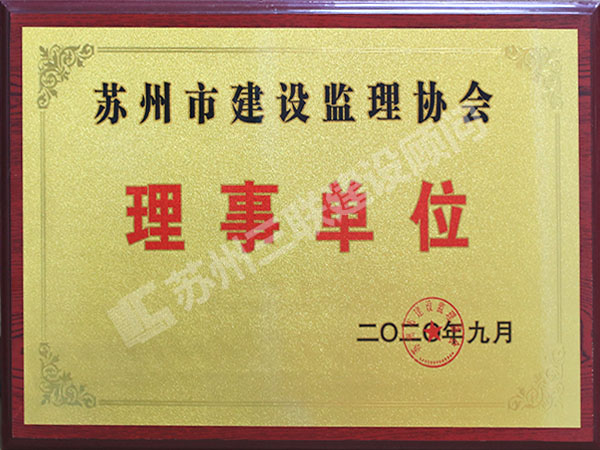 苏州市建设监理协会
理事单位
二〇二〇年九月
苏州三联建设顾问